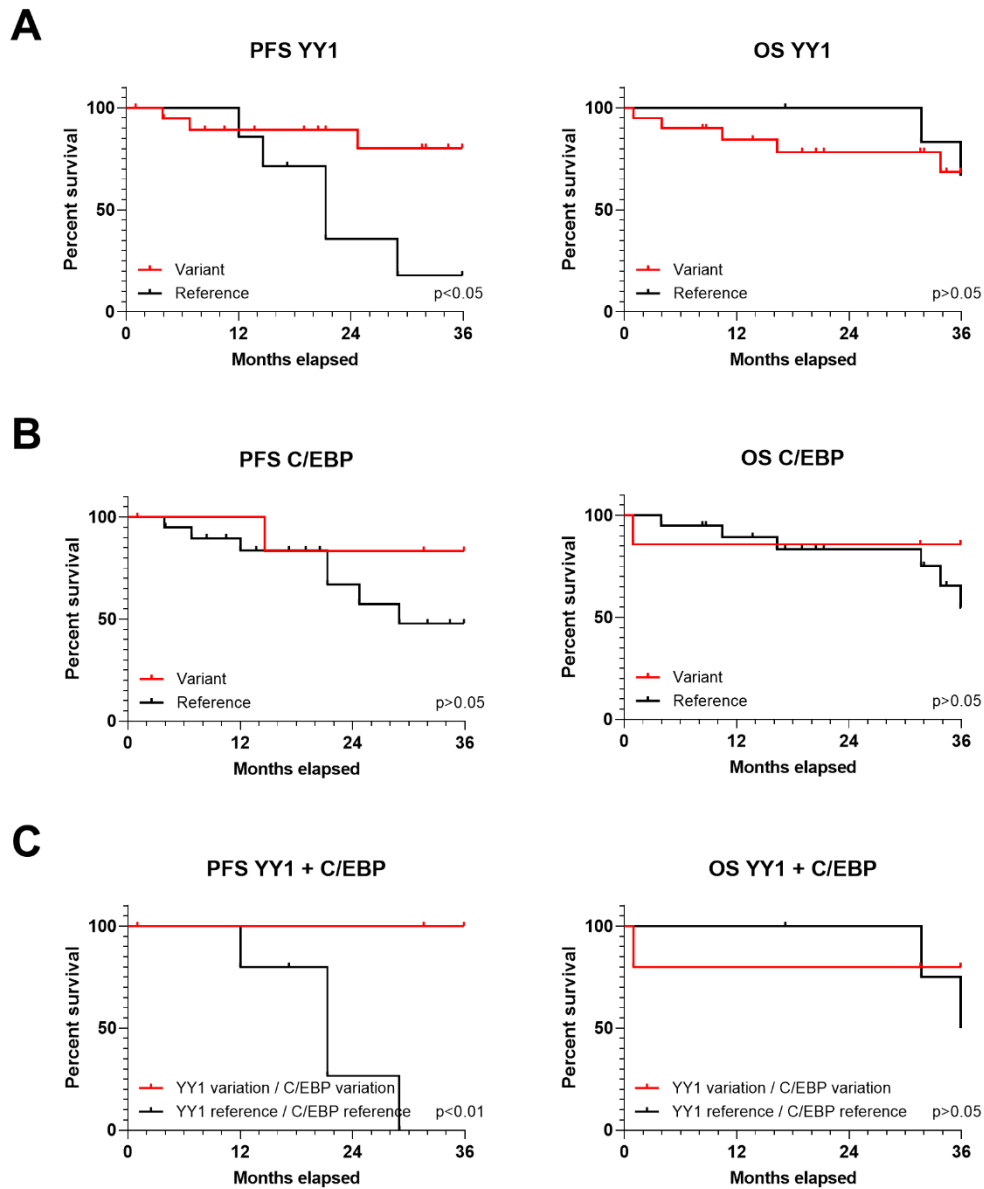 A
PFS YY1
OS YY1
Percent survival
100
50
0
Variant
Reference
p<0.05
0
12
24
36
Months elapsed
Percent survival
100
50
0
Variant
Reference
p>0.05
0
12
24
36
Months elapsed
B
PFS C/EBP
OS C/EBP
Percent survival
100
50
0
Variant
Reference
p>0.05
0
12
24
36
Months elapsed
Percent survival
100
50
0
Variant
Reference
p>0.05
0
12
24
36
Months elapsed
C
PFS YY1 + C/EBP
OS YY1 + C/EBP
Percent survival
100
50
0
YY1 variation / C/EBP variation
YY1 reference / C/EBP reference
p<0.01
0
12
24
36
Months elapsed
Percent survival
100
50
0
YY1 variation / C/EBP variation
YY1 reference / C/EBP reference
p>0.05
0
12
24
36
Months elapsed